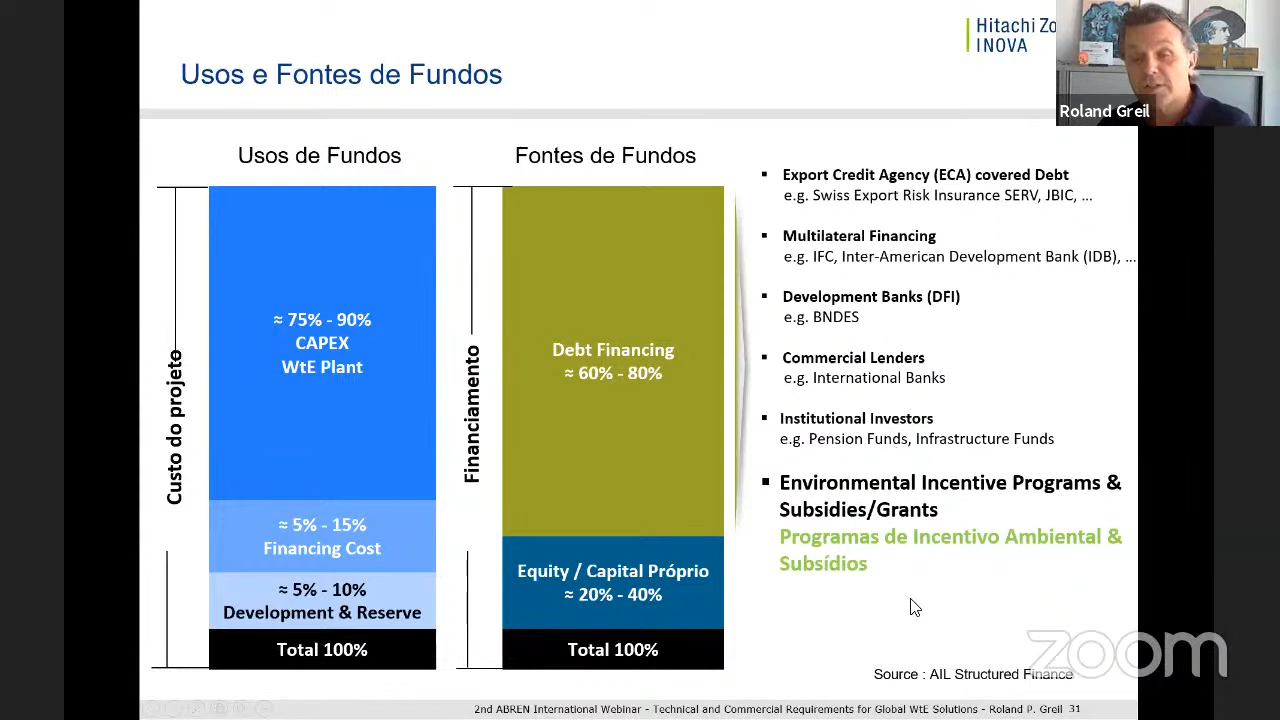 Hitachi Zo
INOVA
Usos e Fontes de Fundos
Roland Greil
Usos de Fundos
Fontes de Fundos
Custo do projeto
≈ 75% - 90%
CAPEX
WtE Plant
≈ 5% - 15%
Financing Cost
≈ 5% - 10%
Development & Reserve
Total 100%
Financiamento
Debt Financing
≈ 60% - 80%
Equity / Capital Próprio
≈ 20% - 40%
Total 100%
▪ Export Credit Agency (ECA) covered Debt
e.g. Swiss Export Risk Insurance SERV, JBIC, ...
▪ Multilateral Financing
e.g. IFC, Inter-American Development Bank (IDB), ...
▪ Development Banks (DFI)
e.g. BNDES
▪ Commercial Lenders
e.g. International Banks
▪ Institutional Investors
e.g. Pension Funds, Infrastructure Funds
▪ Environmental Incentive Programs &
Subsidies/Grants
Programas de Incentivo Ambiental &
Subsídios
zoom
Source : AIL Structured Finance
2nd ABREN International Webinar - Technical and Commercial Requirements for Global WtE Solutions - Roland P. Greil 31